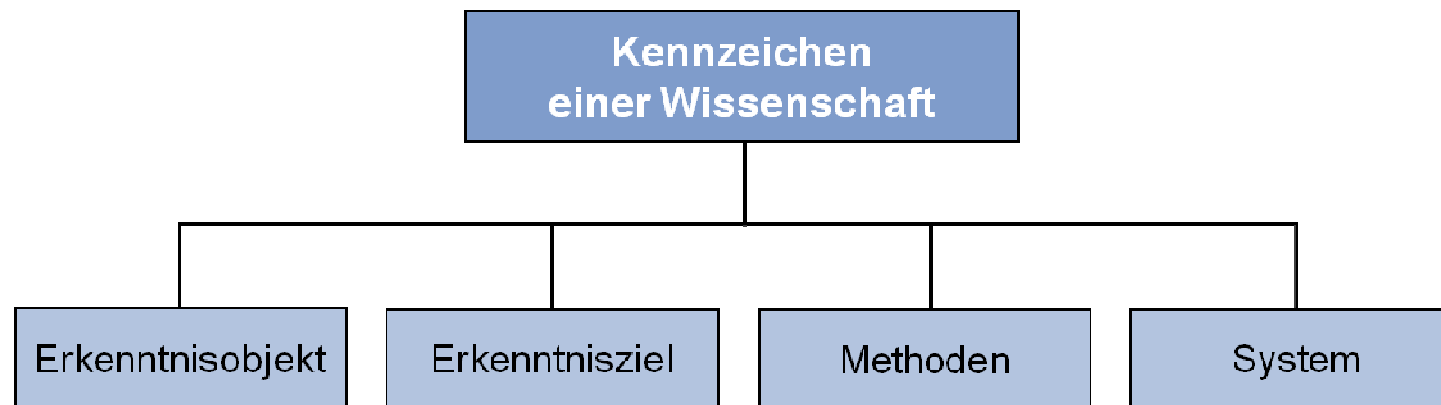 Kennzeichen
einer Wissenschaft
Erkenntnisobjekt
Erkenntnisziel
Methoden
System